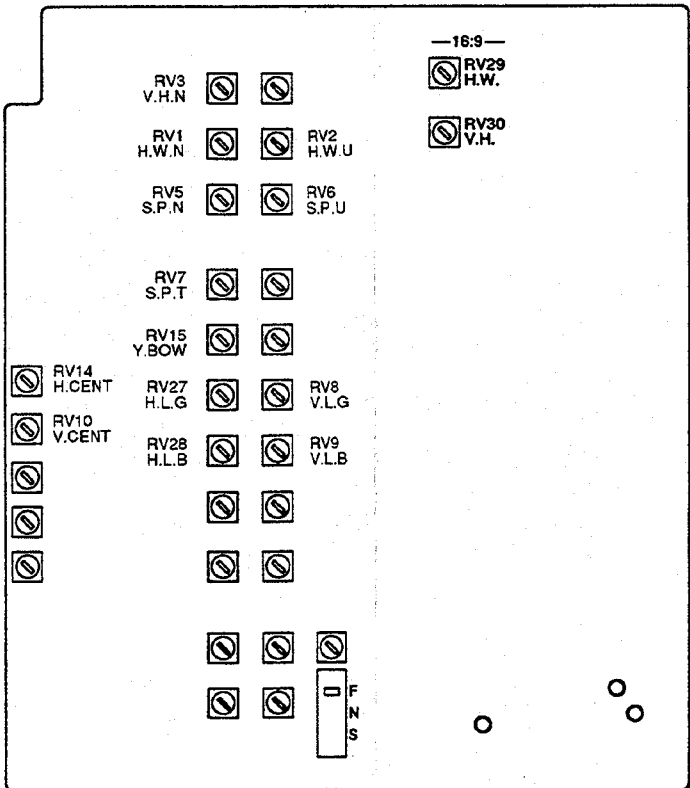 —16:9—
RV29
H.W.
RV30
V.H.
RV3
V.H.N
RV1
H.W.N
RV2
H.W.U
RV5
S.P.N
RV6
S.P.U
RV7
S.P.T
RV15
Y.BOW
RV14
H.CENT
RV27
H.L.G
RV8
V.L.G
RV10
V.CENT
RV28
H.L.B
RV9
V.L.B
F
N
S